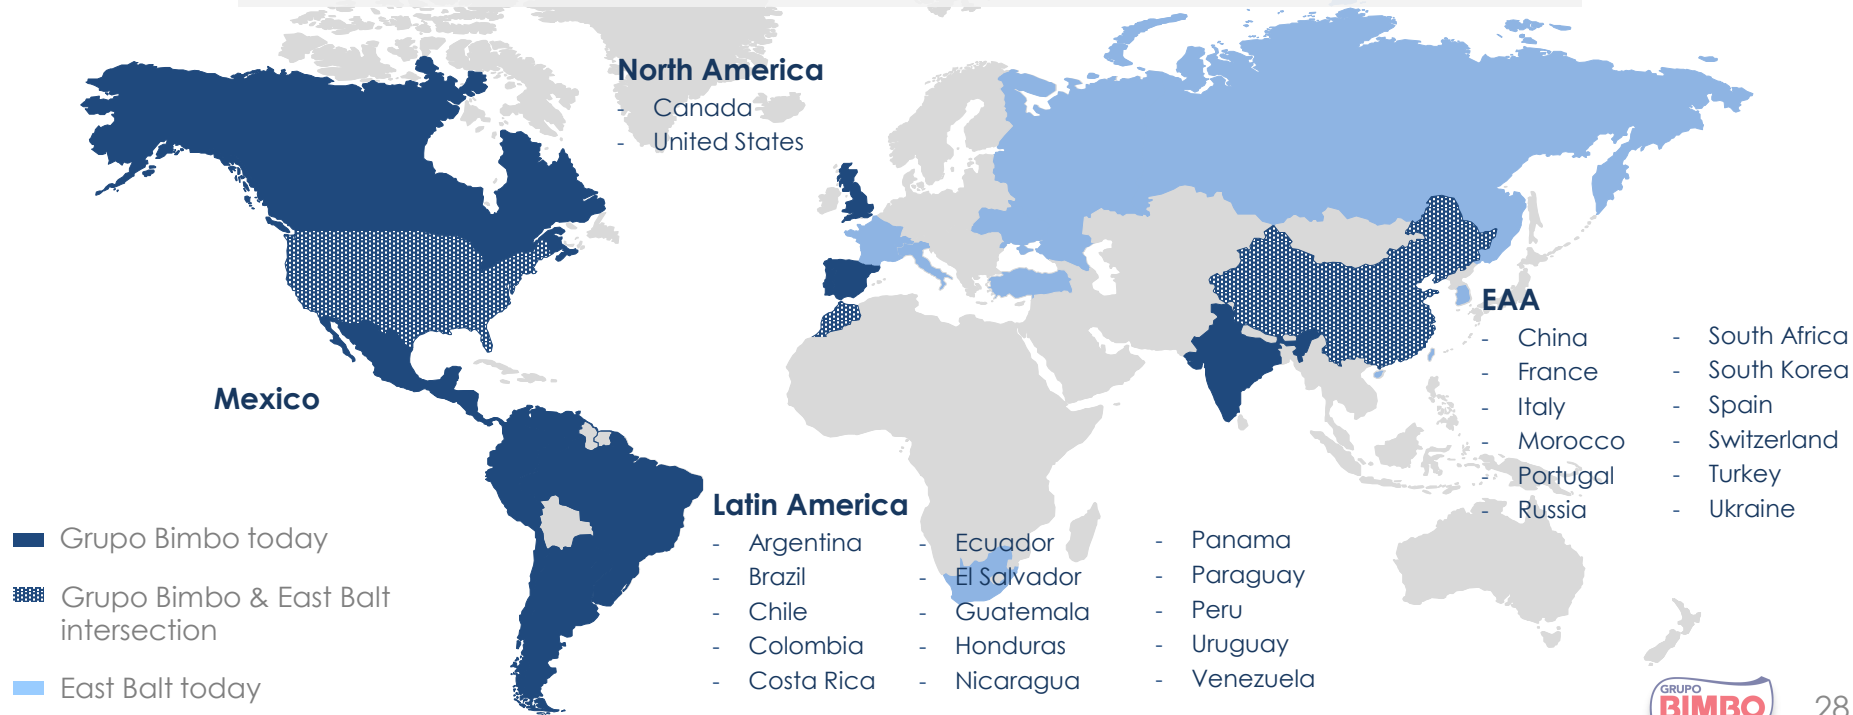 North America
- Canada
- United States
Mexico
EAA
- China
- France
- Italy
- Morocco
- Portugal
- Russia
- South Africa
- South Korea
- Spain
- Switzerland
- Turkey
- Ukraine
Latin America
- Argentina
- Brazil
- Chile
- Colombia
- Costa Rica
- Ecuador
- El Salvador
- Guatemala
- Honduras
- Nicaragua
- Panama
- Paraguay
- Peru
- Uruguay
- Venezuela
Grupo Bimbo today
Grupo Bimbo & East Balt
intersection
East Balt today
GRUPO
BIMBO
28